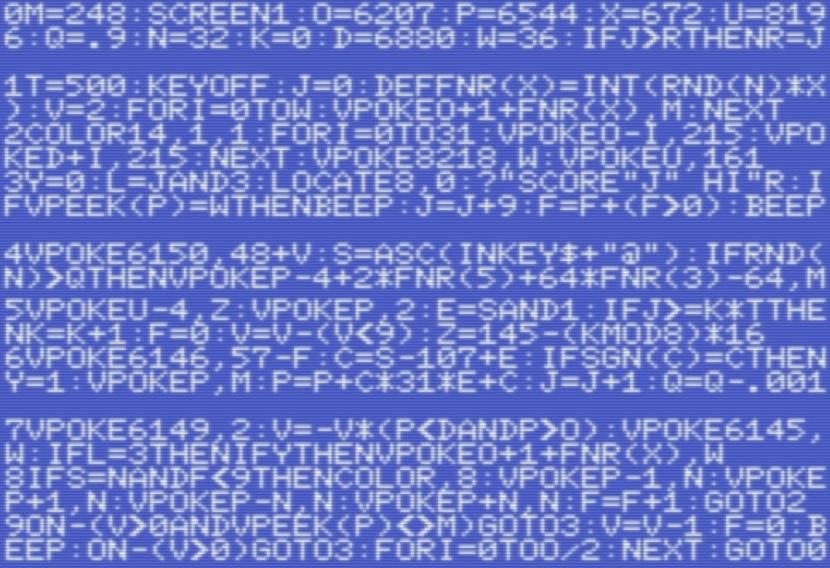 0M=248:SCREEN1:O=6207:P=6544:X=672:U=819
6:Q=.9:N=32:K=0:D=6880:W=36:IFJ>RTHENR=J
1T=500:KEYOFF:J=0:DEFFNR(X)=INT(RND(N)*X
):V=2:FORI=0TOW:VPOKEO+1+FNR(X),M:NEXT
2COLOR14,1,1:FORI=0TO31:VPOKEO-I,215:VPO
KED+I,215:NEXT:VPOKE8218,W:VPOKEU,161
3Y=0:L=JAND3:LOCATE8,0:?"SCORE"J" HI"R:I
FVPEEK(P)=WTHENBEEP:J=J+9:F=F+(F>0):BEEP
4VPOKE6150,48+V:S=ASC(INKEY$+"@"):IFRND(
N)>QTHENVPOKEP-4+2*FNR(5)+64*FNR(3)-64,M
5VPOKEU-4,Z:VPOKEP,2:E=SAND1:IFJ>=K*TTHE
NK=K+1:F=0:V=V-(V<9):Z=145-(KMOD8)*16
6VPOKE6146,57-F:C=S-107+E:IFSGN(C)=CTHEN
Y=1:VPOKEP,M:P=P+C*31*E+C:J=J+1:Q=Q-.001
7VPOKE6149,2:V=-V*(P<DANDP>O):VPOKE6145,
W:IFL=3THENIFYTHENVPOKEO+1+FNR(X),W
8IFS=NANDF<9THENCOLOR,8:VPOKEP-1,N:VPOKE
P+1,N:VPOKEP-N,N:VPOKEP+N,N:F=F+1:GOTO2
9ON-(V>0ANDVPEEK(P)<>M)GOTO3:V=V-1:F=0:B
EEP:ON-(V>0)GOTO3:FORI=0TOO/2:NEXT:GOTO0